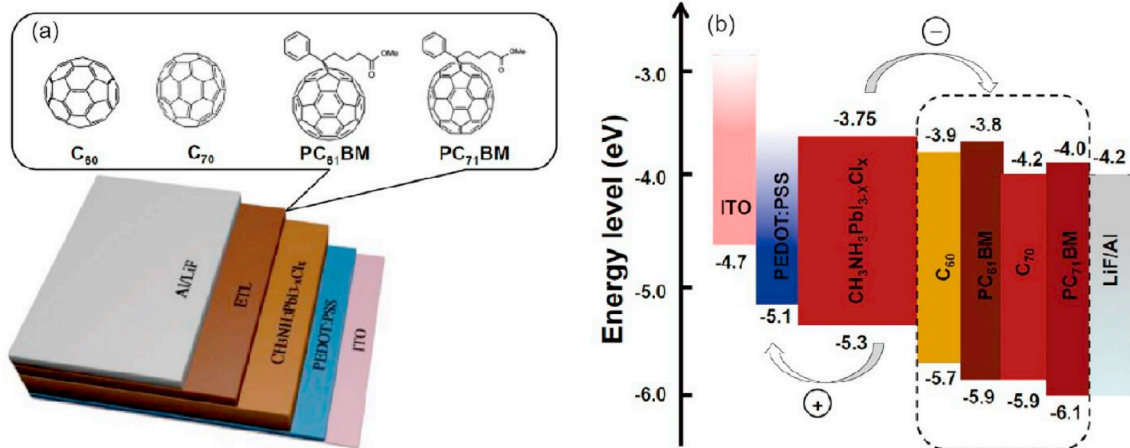 (a)
OMe
O
OMe
O
C₆₀
C₇₀
PC₆₁BM
PC₇₁BM
Al/LiF
ETL
CH3NH3PbI3-xClx
PEDOT:PSS
ITO
(b)
Energy level (eV)
-3.0
-4.0
-5.0
-6.0
−
-3.75
-3.9
-3.8
-4.2
-4.0
-4.2
ITO
PEDOT:PSS
CH₃NH₃PbI₃₋ₓClₓ
C₆₀
PC₆₁BM
C₇₀
PC₇₁BM
LiF/Al
-4.7
-5.1
-5.3
-5.7
-5.9
-5.9
-6.1
+